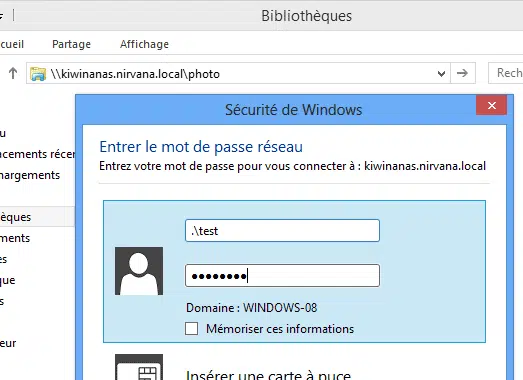 Bibliothèques
cueil Partage Affichage
\\kiwinanas.nirvana.local\photo
Rech
Sécurité de Windows
u
Entrer le mot de passe réseau
ncements récer
Entrez votre mot de passe pour vous connecter à : kiwinanas.nirvana.local
hargements
èques
.\test
ments
es
que
●●●●●●●●
s
Domaine : WINDOWS-08
Mémoriser ces informations
eur
Insérer une carte à puce